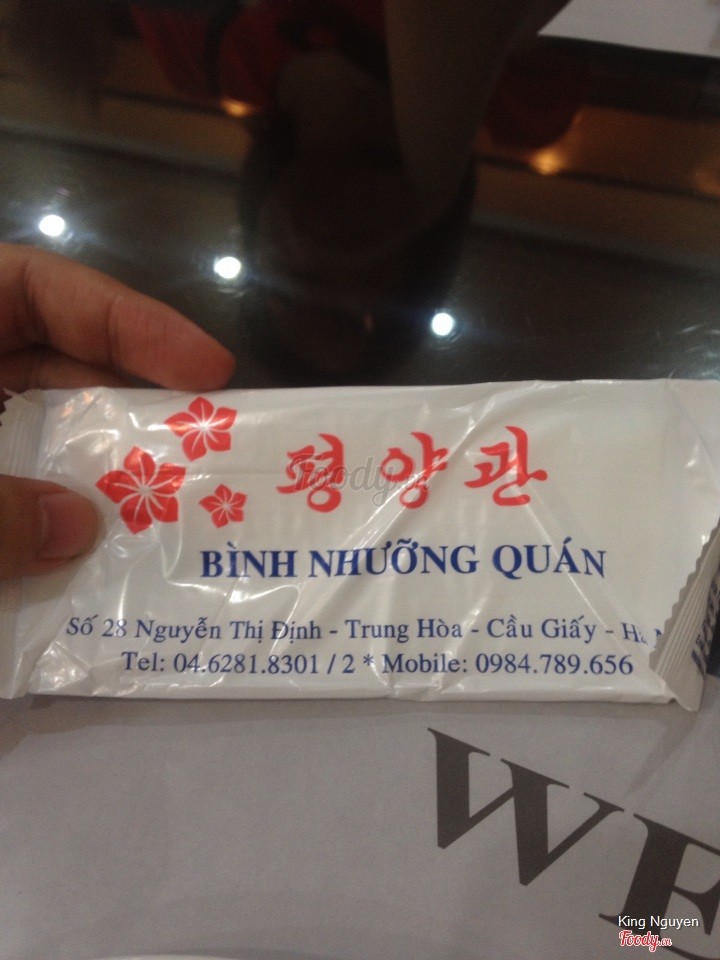 평양관
BÌNH NHƯỠNG QUÁN
Số 28 Nguyễn Thị Định - Trung Hòa - Cầu Giấy -
Tel: 04.6281.8301 / 2 * Mobile: 0984.789.656
WE
King Nguyen
Foody.vn